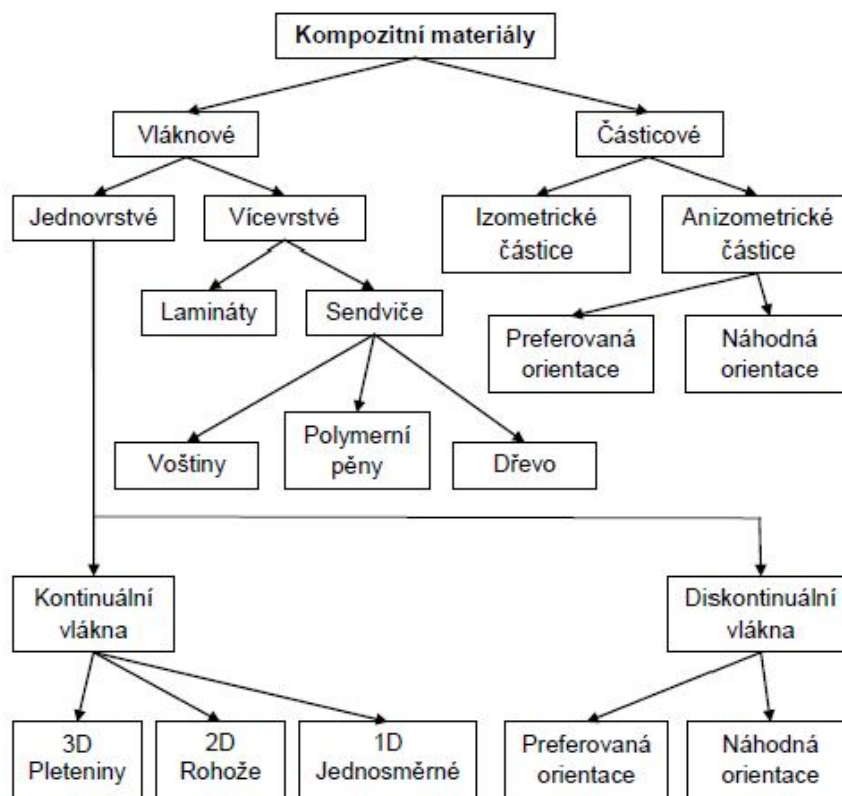 Kompozitní materiály
Vláknové
Částicové
Jednovrstvé
Vícevrstvé
Izometrické
částice
Anizometrické
částice
Lamináty
Sendviče
Preferovaná
orientace
Náhodná
orientace
Voštiny
Polymerní
pěny
Dřevo
Kontinuální
vlákna
Diskontinuální
vlákna
3D
Pleteniny
2D
Rohože
1D
Jednosměrné
Preferovaná
orientace
Náhodná
orientace